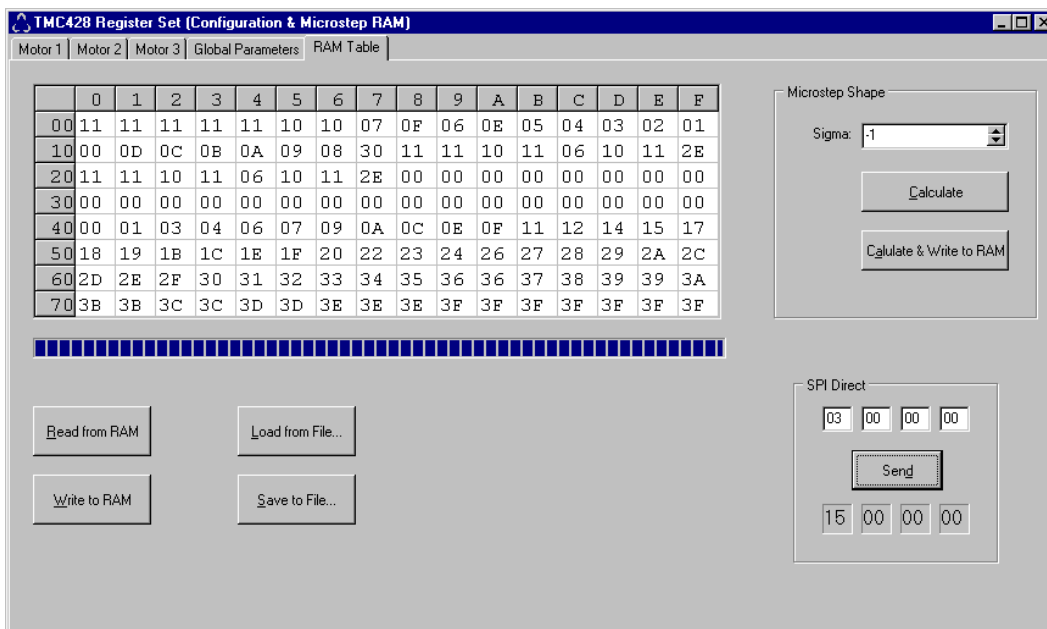 TMC428 Register Set (Configuration & Microstep RAM)
Motor 1 Motor 2 Motor 3 Global Parameters RAM Table
0 1 2 3 4 5 6 7 8 9 A B C D E F
00 11 11 11 11 11 10 10 07 0F 06 0E 05 04 03 02 01
10 00 0D 0C 0B 0A 09 08 30 11 11 10 11 06 10 11 2E
20 11 11 10 11 06 10 11 2E 00 00 00 00 00 00 00 00
30 00 00 00 00 00 00 00 00 00 00 00 00 00 00 00 00
40 00 01 03 04 06 07 09 0A 0C 0E 0F 11 12 14 15 17
50 18 19 1B 1C 1E 1F 20 22 23 24 26 27 28 29 2A 2C
60 2D 2E 2F 30 31 32 33 34 35 36 36 37 38 39 39 3A
70 3B 3B 3C 3C 3D 3D 3E 3E 3E 3F 3F 3F 3F 3F 3F 3F
Microstep Shape
Sigma: -1
Calculate
Calulate & Write to RAM
Read from RAM Load from File...
Write to RAM Save to File...
SPI Direct
03 00 00 00
Send
15 00 00 00